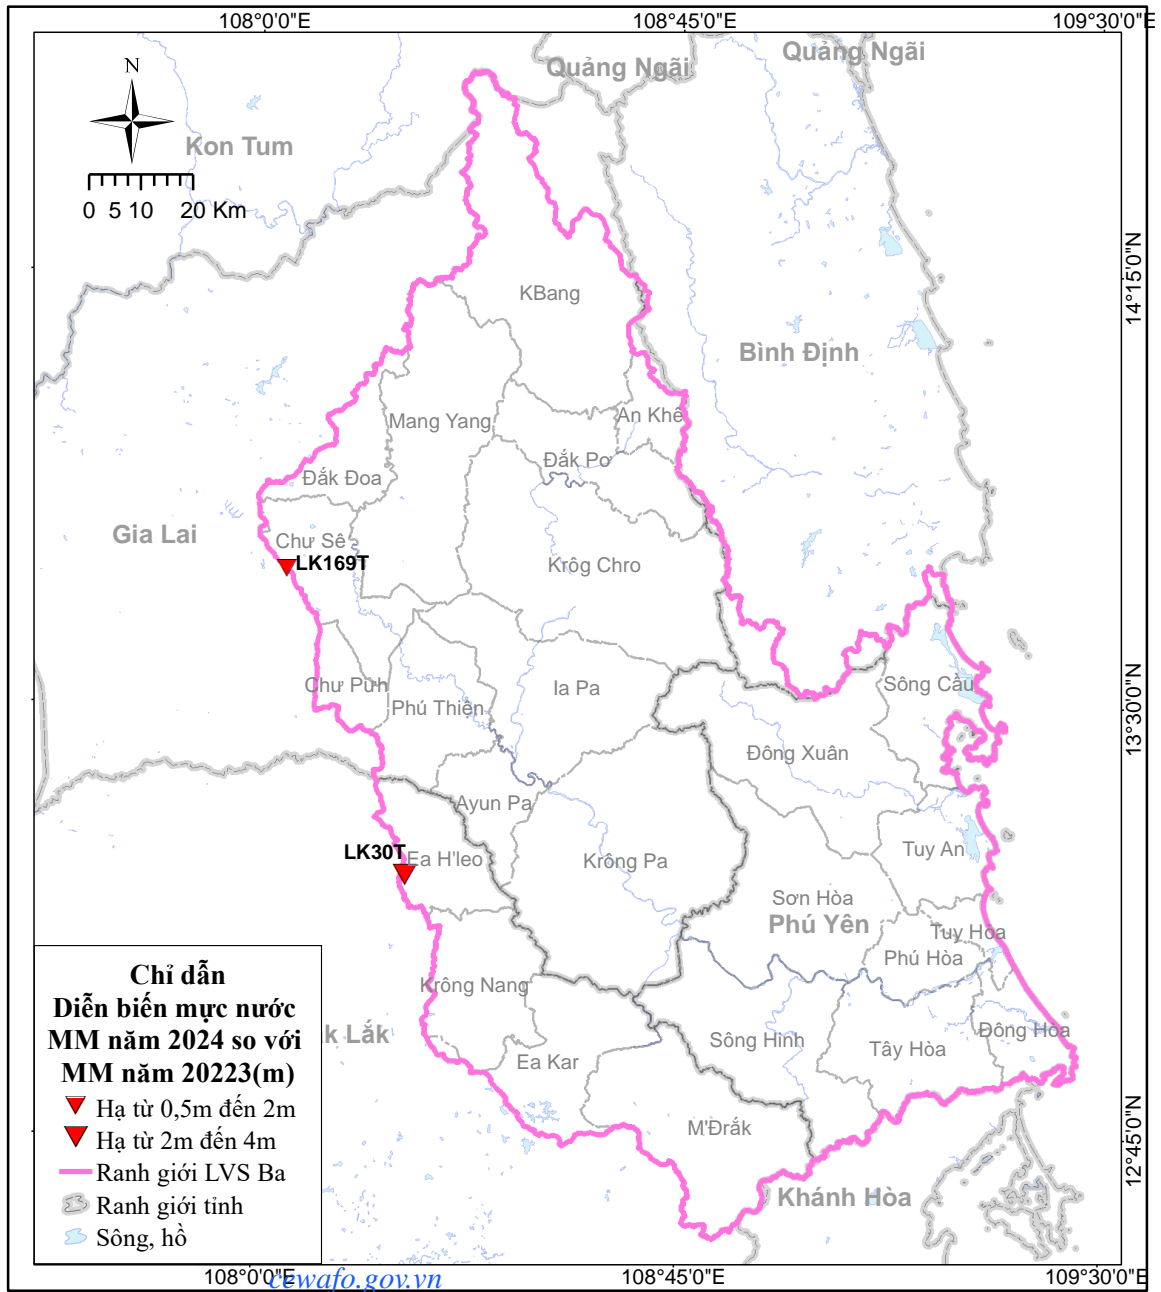 108°0'0"E
108°45'0"E
109°30'0"E
Quảng Ngãi
Quảng Ngãi
N
Kon Tum
0 5 10 20 Km
14°15'0"N
KBang
Bình Định
Mang Yang
An Khê
Đắk Pơ
Đắk Đoa
Gia Lai
Chư Sê
LK169T
Krôg Chro
Chư Pưh
Phú Thiện
Ia Pa
Sông Cầu
13°30'0"N
Đông Xuân
Ayun Pa
LK30T
Ea H'leo
Krông Pa
Tuy An
Sơn Hòa
Phú Yên
Tuy Hòa
Phú Hòa
Krông Nang
Đông Hòa
Sông Hinh
Tây Hòa
k Lắk
Ea Kar
M'Đrắk
12°45'0"N
Khánh Hòa
Chỉ dẫn
Diễn biến mực nước
MM năm 2024 so với
MM năm 20223(m)
Hạ từ 0,5m đến 2m
Hạ từ 2m đến 4m
Ranh giới LVS Ba
Ranh giới tỉnh
Sông, hồ
108°0'0"E
108°45'0"E
109°30'0"E
cewafo.gov.vn